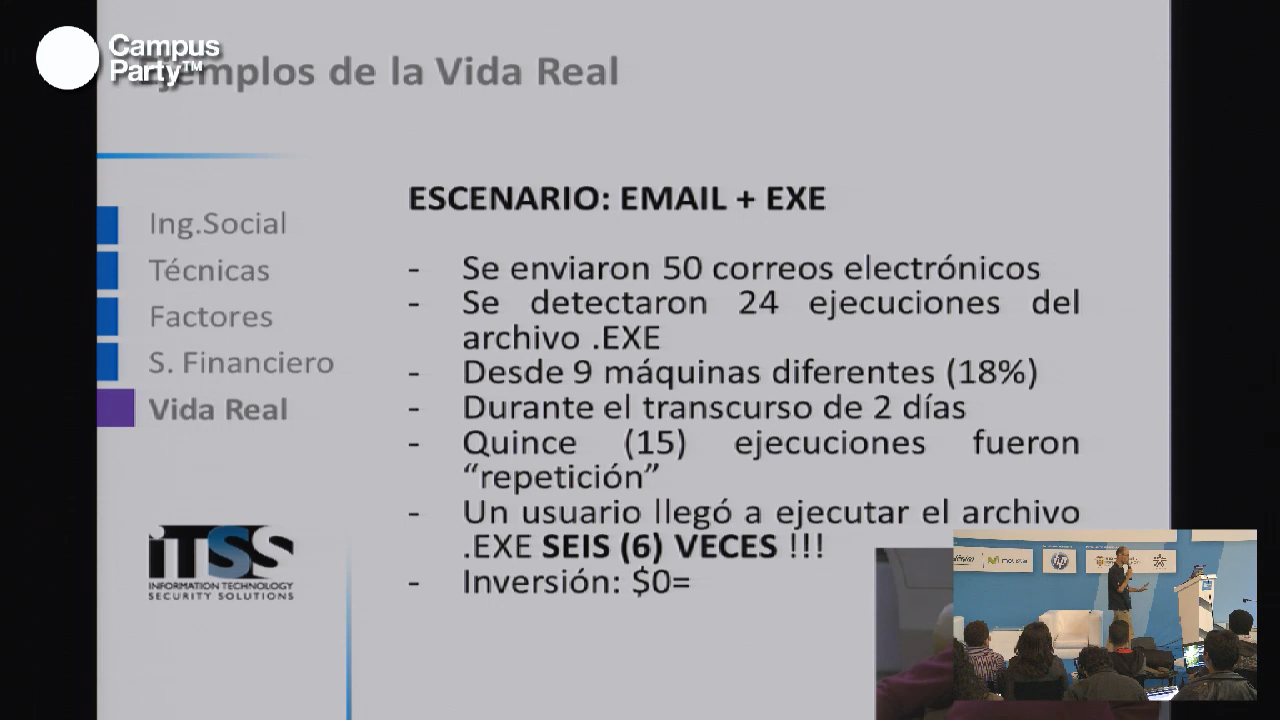 Campus
Party™
Ejemplos de la Vida Real
Ing.Social
Técnicas
Factores
S. Financiero
Vida Real
ESCENARIO: EMAIL + EXE
- Se enviaron 50 correos electrónicos
- Se detectaron 24 ejecuciones del
archivo .EXE
- Desde 9 máquinas diferentes (18%)
- Durante el transcurso de 2 días
- Quince (15) ejecuciones fueron
“repetición”
- Un usuario llegó a ejecutar el archivo
.EXE SEIS (6) VECES !!!
- Inversión: $0=
iTSS
INFORMATION TECHNOLOGY
SECURITY SOLUTIONS
movistar
hp